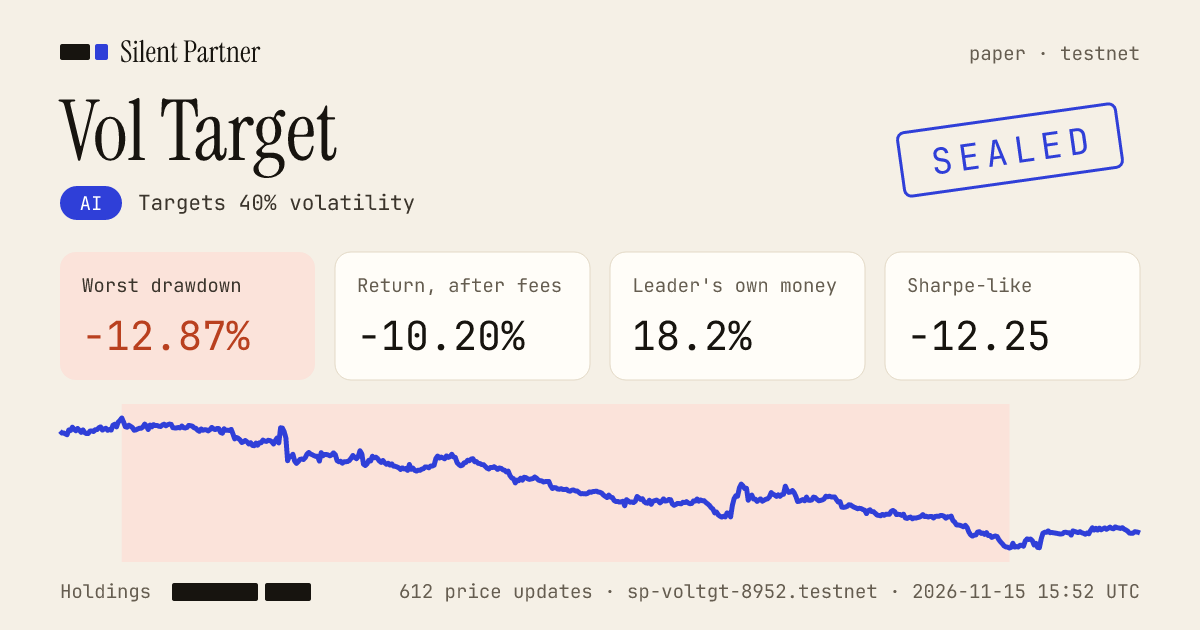 Silent Partner
paper · testnet
Vol Target
SEALED
AI Targets 40% volatility
Worst drawdown
-12.87%
Return, after fees
-10.20%
Leader's own money
18.2%
Sharpe-like
-12.25
Holdings
612 price updates · sp-voltgt-8952.testnet · 2026-11-15 15:52 UTC